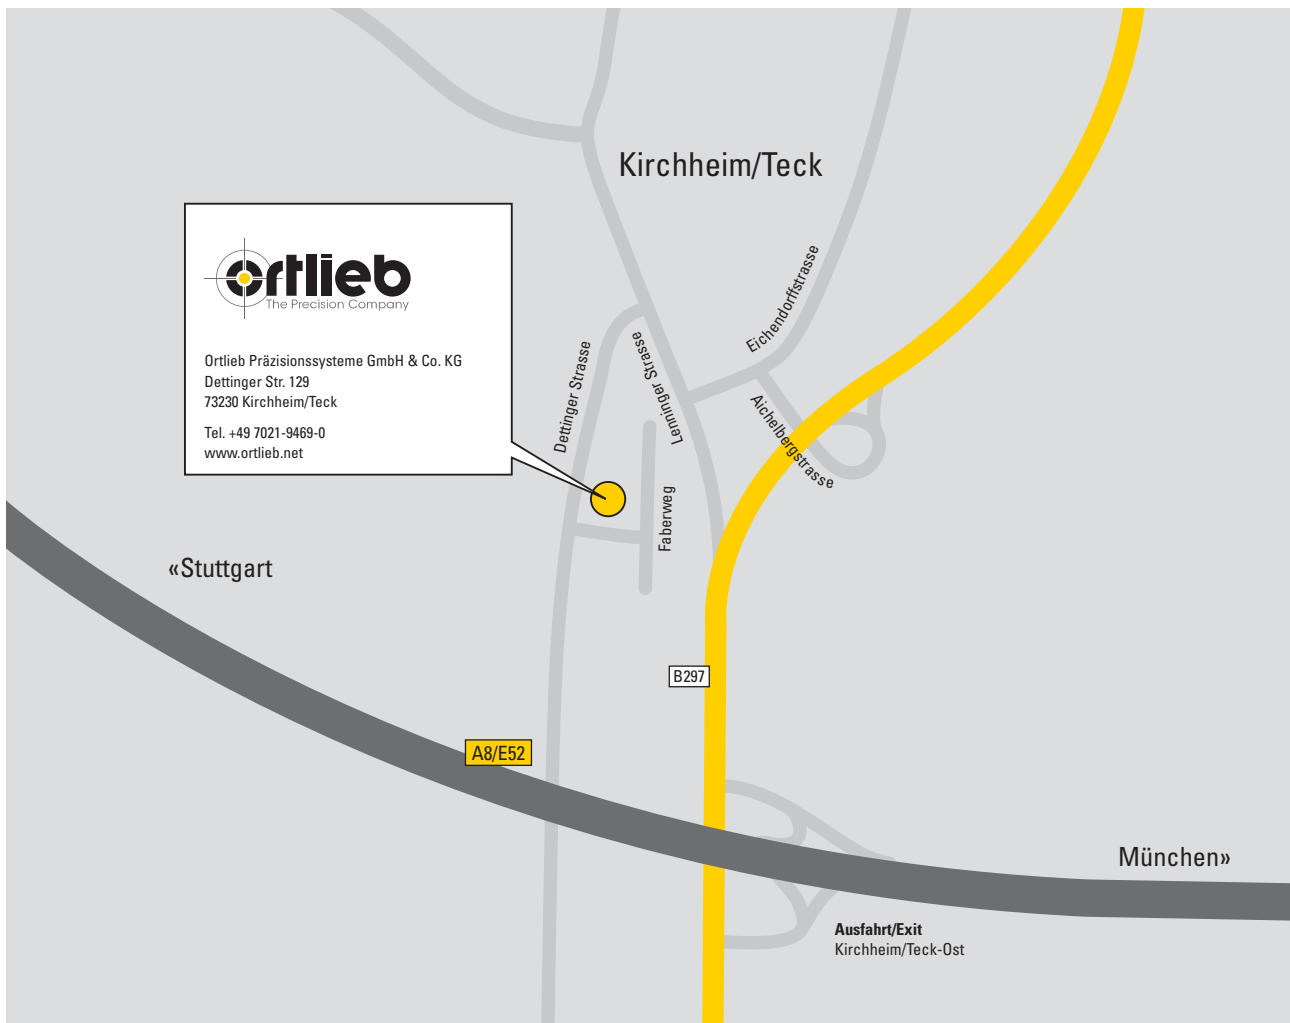 Kirchheim/Teck
ortlieb
The Precision Company
Ortlieb Präzisionssysteme GmbH & Co. KG
Dettinger Str. 129
73230 Kirchheim/Teck
Tel. +49 7021-9469-0
www.ortlieb.net
Eichendorffstrasse
Dettinger Strasse
Lenninger Strasse
Aichelbergstrasse
Faberweg
«Stuttgart
B297
A8/E52
München»
Ausfahrt/Exit
Kirchheim/Teck-Ost